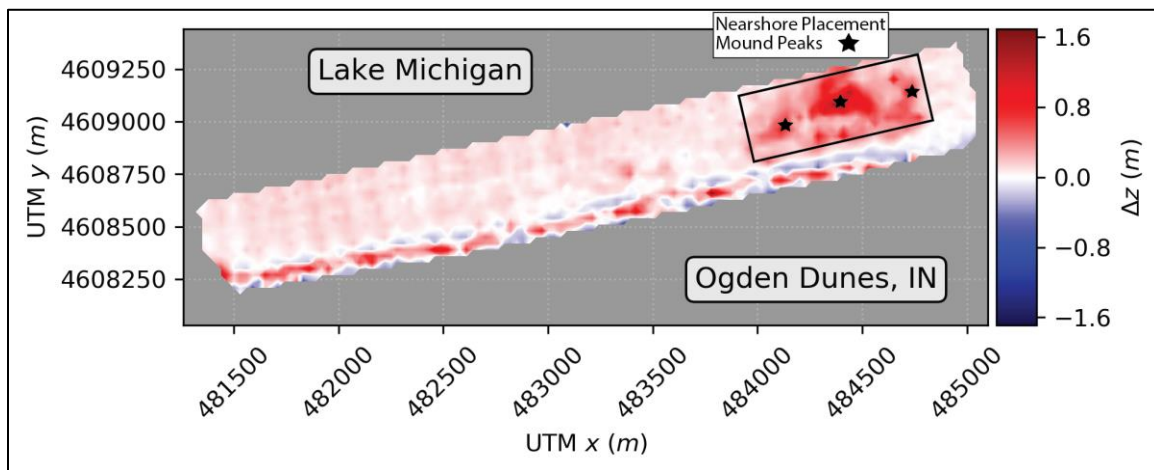 Nearshore Placement
Mound Peaks ★
Lake Michigan
Ogden Dunes, IN
UTM y (m)
4609250
4609000
4608750
4608500
4608250
481500
482000
482500
483000
483500
484000
484500
485000
UTM x (m)
1.6
0.8
0.0
−0.8
−1.6
Δz (m)